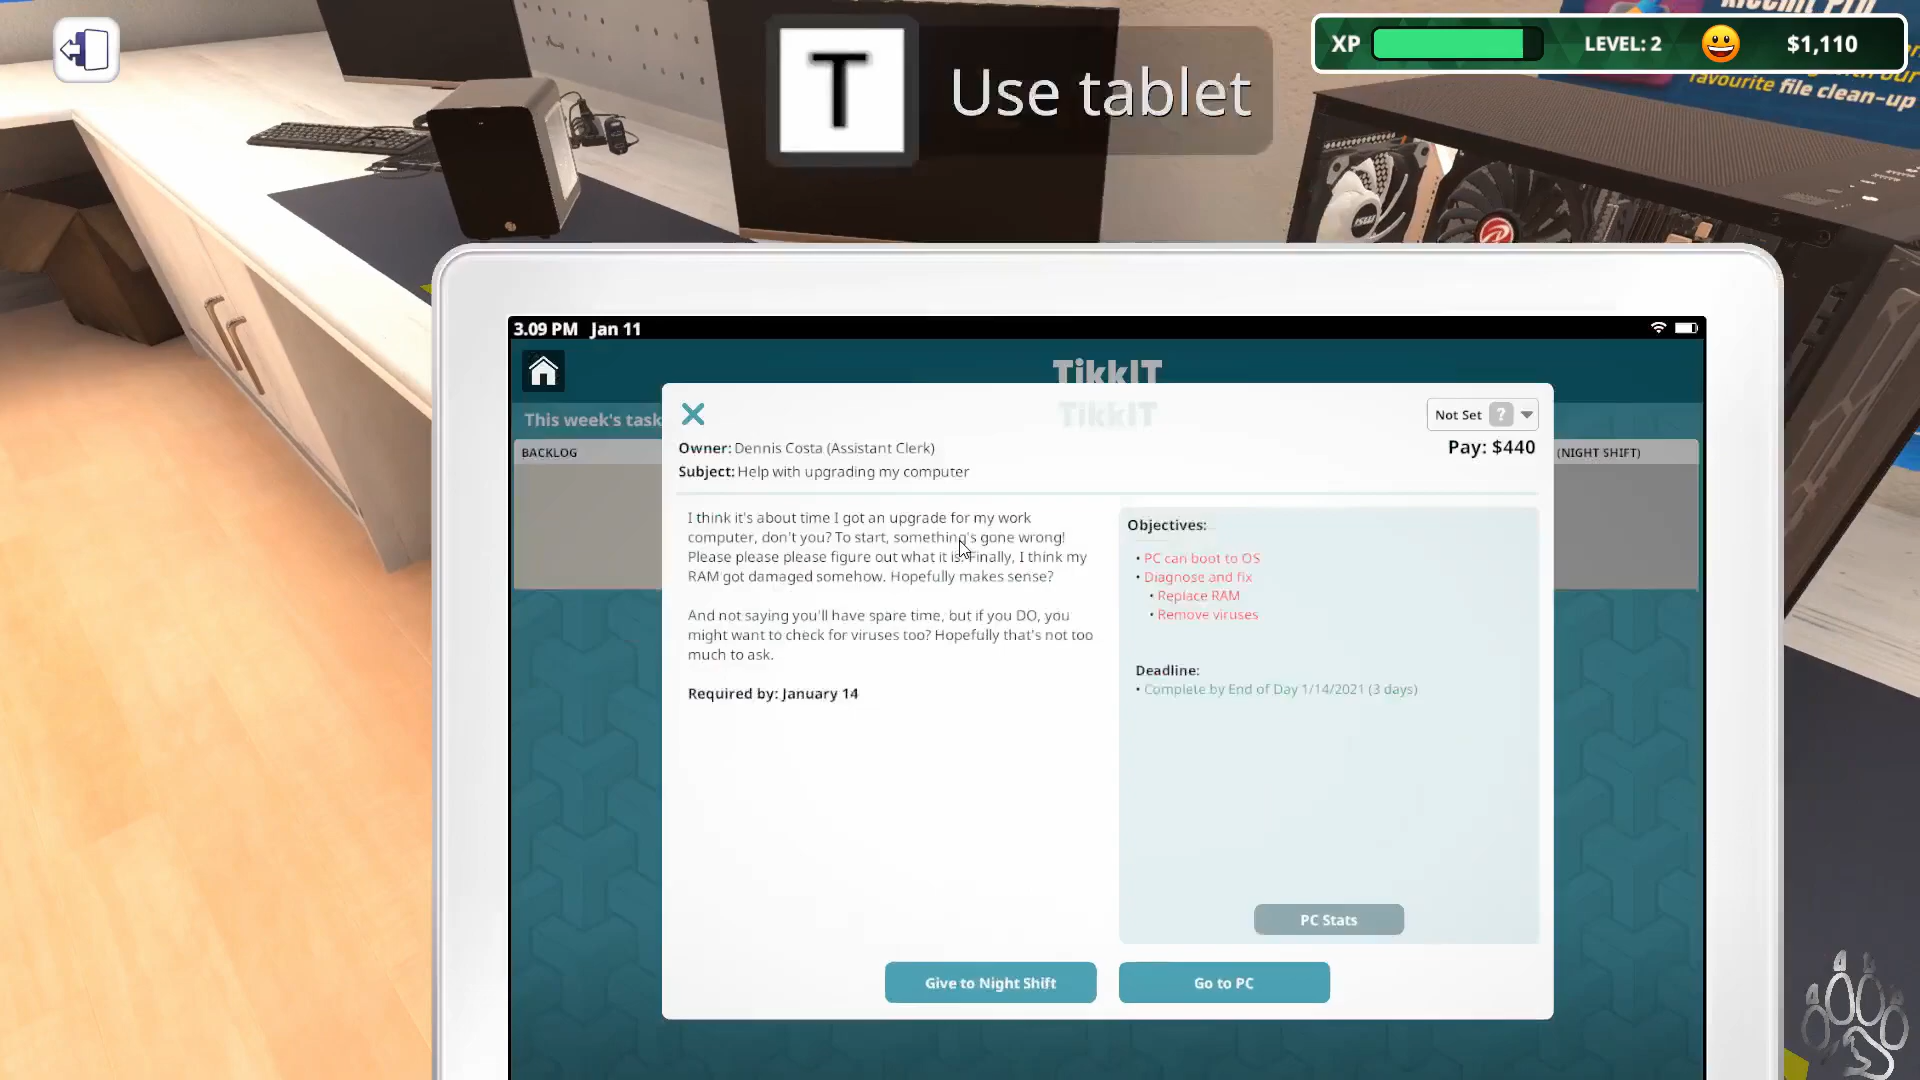 T
Use tablet
XP
LEVEL: 2
$1,110
favourite file clean-up
3.09 PM Jan 11
TikkIT
TikkIT
This week's task
BACKLOG
(NIGHT SHIFT)
Not Set ?
Owner: Dennis Costa (Assistant Clerk)
Pay: $440
Subject: Help with upgrading my computer
I think it's about time I got an upgrade for my work
computer, don't you? To start, something's gone wrong!
Please please please figure out what it is. Finally, I think my
RAM got damaged somehow. Hopefully makes sense?
And not saying you'll have spare time, but if you DO, you
might want to check for viruses too? Hopefully that's not too
much to ask.
Required by: January 14
Objectives:
• PC can boot to OS
• Diagnose and fix
• Replace RAM
• Remove viruses
Deadline:
• Complete by End of Day 1/14/2021 (3 days)
PC Stats
Give to Night Shift
Go to PC